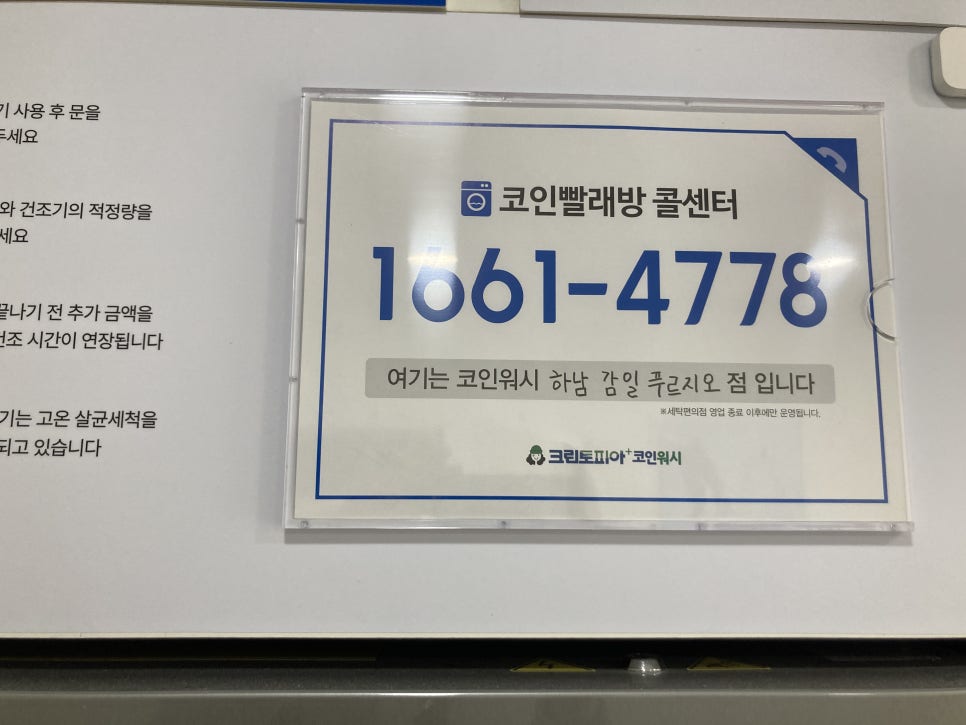 기 사용 후 문을
두세요
와 건조기의 적정량을
세요
끝나기 전 추가 금액을
건조 시간이 연장됩니다
기는 고온 살균세척을
되고 있습니다
코인빨래방 콜센터
1661-4778
여기는 코인워시 하남 감일 푸르지오 점 입니다
※세탁편의점 영업 종료 이후에만 운영됩니다.
크린토피아+코인워시